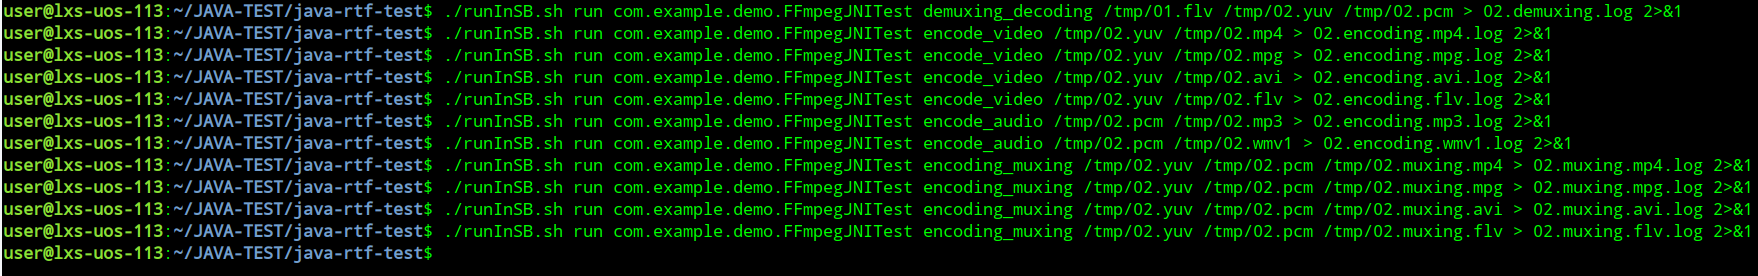 user@lxs-uos-113:~/JAVA-TEST/java-rtf-test$ ./runInSB.sh run com.example.demo.FFmpegJNITest demuxing_decoding /tmp/01.flv /tmp/02.yuv /tmp/02.pcm > 02.demuxing.log 2>&1
user@lxs-uos-113:~/JAVA-TEST/java-rtf-test$ ./runInSB.sh run com.example.demo.FFmpegJNITest encode_video /tmp/02.yuv /tmp/02.mp4 > 02.encoding.mp4.log 2>&1
user@lxs-uos-113:~/JAVA-TEST/java-rtf-test$ ./runInSB.sh run com.example.demo.FFmpegJNITest encode_video /tmp/02.yuv /tmp/02.mpg > 02.encoding.mpg.log 2>&1
user@lxs-uos-113:~/JAVA-TEST/java-rtf-test$ ./runInSB.sh run com.example.demo.FFmpegJNITest encode_video /tmp/02.yuv /tmp/02.avi > 02.encoding.avi.log 2>&1
user@lxs-uos-113:~/JAVA-TEST/java-rtf-test$ ./runInSB.sh run com.example.demo.FFmpegJNITest encode_video /tmp/02.yuv /tmp/02.flv > 02.encoding.flv.log 2>&1
user@lxs-uos-113:~/JAVA-TEST/java-rtf-test$ ./runInSB.sh run com.example.demo.FFmpegJNITest encode_audio /tmp/02.pcm /tmp/02.mp3 > 02.encoding.mp3.log 2>&1
user@lxs-uos-113:~/JAVA-TEST/java-rtf-test$ ./runInSB.sh run com.example.demo.FFmpegJNITest encode_audio /tmp/02.pcm /tmp/02.wmv1 > 02.encoding.wmv1.log 2>&1
user@lxs-uos-113:~/JAVA-TEST/java-rtf-test$ ./runInSB.sh run com.example.demo.FFmpegJNITest encoding_muxing /tmp/02.yuv /tmp/02.pcm /tmp/02.muxing.mp4 > 02.muxing.mp4.log 2>&1
user@lxs-uos-113:~/JAVA-TEST/java-rtf-test$ ./runInSB.sh run com.example.demo.FFmpegJNITest encoding_muxing /tmp/02.yuv /tmp/02.pcm /tmp/02.muxing.mpg > 02.muxing.mpg.log 2>&1
user@lxs-uos-113:~/JAVA-TEST/java-rtf-test$ ./runInSB.sh run com.example.demo.FFmpegJNITest encoding_muxing /tmp/02.yuv /tmp/02.pcm /tmp/02.muxing.avi > 02.muxing.avi.log 2>&1
user@lxs-uos-113:~/JAVA-TEST/java-rtf-test$ ./runInSB.sh run com.example.demo.FFmpegJNITest encoding_muxing /tmp/02.yuv /tmp/02.pcm /tmp/02.muxing.flv > 02.muxing.flv.log 2>&1
user@lxs-uos-113:~/JAVA-TEST/java-rtf-test$